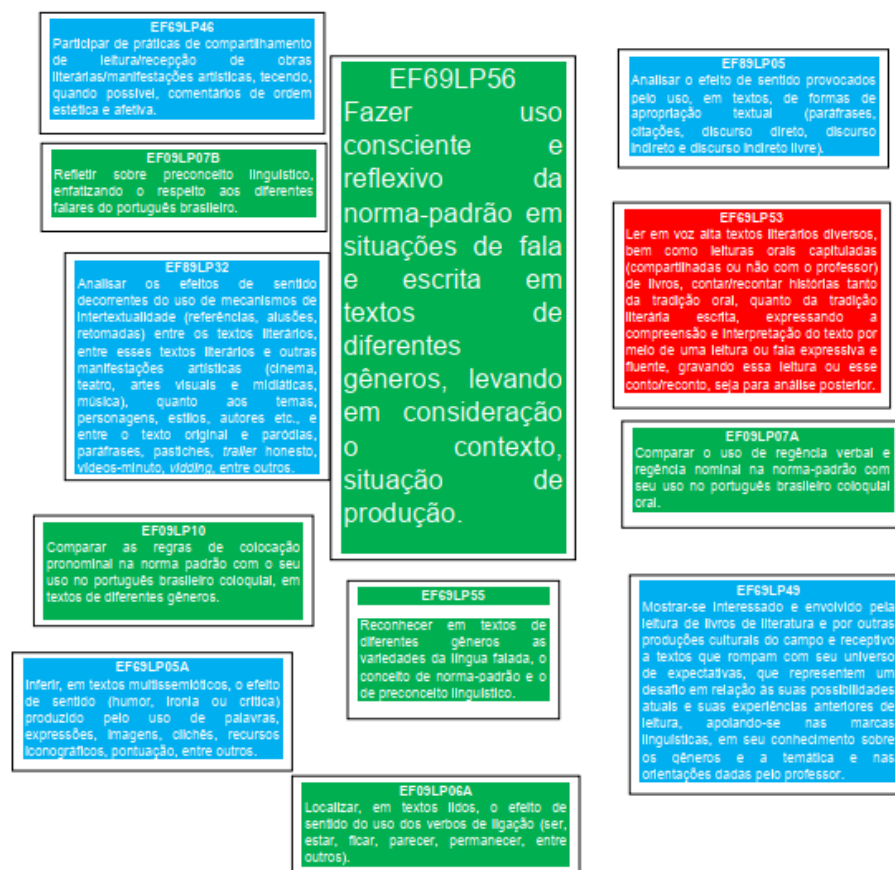 EF69LP46
Participar de práticas de compartilhamento
de leitura/recepção de obras
literárias/manifestações artísticas, tecendo,
quando possível, comentários de ordem
estética e afetiva.
EF09LP07B
Refletir sobre preconceito linguístico,
enfatizando o respeito aos diferentes
falares do português brasileiro.
EF89LP32
Analisar os efeitos de sentido
decorrentes do uso de mecanismos de
intertextualidade (referências, alusões,
retomadas) entre os textos literários,
entre esses textos literários e outras
manifestações artísticas (cinema,
teatro, artes visuais e midiáticas,
música), quanto aos temas,
personagens, estilos, autores etc., e
entre o texto original e paródias,
paráfrases, pastiches, trailer honesto,
vídeos-minuto, vidding, entre outros.
EF09LP10
Comparar as regras de colocação
pronominal na norma padrão com o seu
uso no português brasileiro coloquial, em
textos de diferentes gêneros.
EF69LP05A
Inferir, em textos multissemióticos, o efeito
de sentido (humor, ironia ou crítica)
produzido pelo uso de palavras,
expressões, imagens, clichês, recursos
iconográficos, pontuação, entre outros.
EF69LP56
Fazer uso
consciente e
reflexivo da
norma-padrão em
situações de fala
e escrita em
textos de
diferentes
gêneros, levando
em consideração
o contexto,
situação de
produção.
EF69LP55
Reconhecer em textos de
diferentes gêneros as
variedades da língua falada, o
conceito de norma-padrão e o
de preconceito linguístico.
EF09LP06A
Localizar, em textos lidos, o efeito de
sentido do uso dos verbos de ligação (ser,
estar, ficar, parecer, permanecer, entre
outros).
EF89LP05
Analisar o efeito de sentido provocados
pelo uso, em textos, de formas de
apropriação textual (paráfrases,
citações, discurso direto, discurso
indireto e discurso indireto livre).
EF69LP53
Ler em voz alta textos literários diversos,
bem como leituras orais capituladas
(compartilhadas ou não com o professor)
de livros, contar/recontar histórias tanto
da tradição oral, quanto da tradição
literária escrita, expressando a
compreensão e interpretação do texto por
meio de uma leitura ou fala expressiva e
fluente, gravando essa leitura ou esse
conto/reconto, seja para análise posterior.
EF09LP07A
Comparar o uso de regência verbal e
regência nominal na norma-padrão com
seu uso no português brasileiro coloquial
oral.
EF69LP49
Mostrar-se interessado e envolvido pela
leitura de livros de literatura e por outras
produções culturais do campo e receptivo
a textos que rompam com seu universo
de expectativas, que representem um
desafio em relação às suas possibilidades
atuais e suas experiências anteriores de
leitura, apoiando-se nas marcas
linguísticas, em seu conhecimento sobre
os gêneros e a temática e nas
orientações dadas pelo professor.